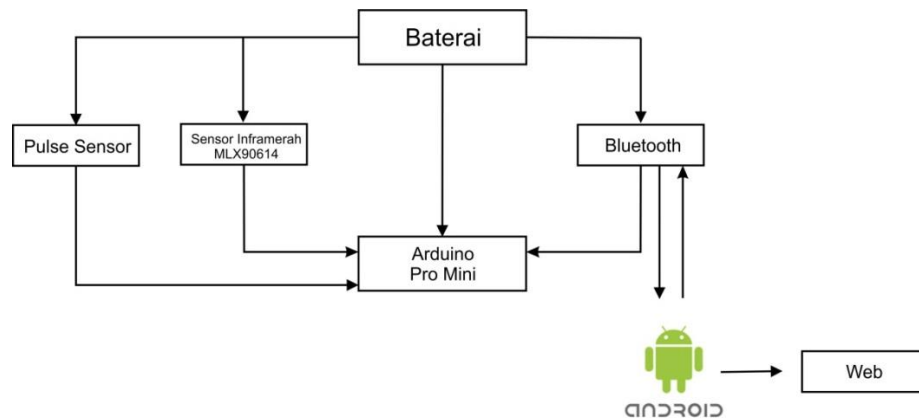 Baterai
Pulse Sensor
Sensor Inframerah
MLX90614
Bluetooth
Arduino
Pro Mini
Web
ANDROID